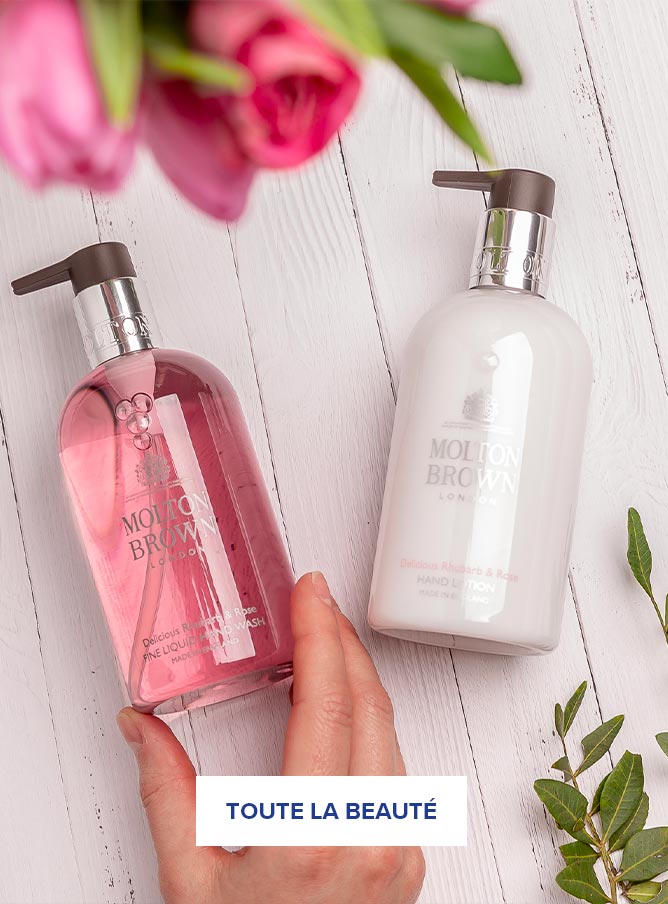 MOLTON
BROWN
LONDON
Delicious Rhubarb & Rose
FINE LIQUID HAND WASH
MADE IN ENGLAND
MOLTON
BROWN
LONDON
Delicious Rhubarb & Rose
HAND LOTION
MADE IN ENGLAND
TOUTE LA BEAUTÉ